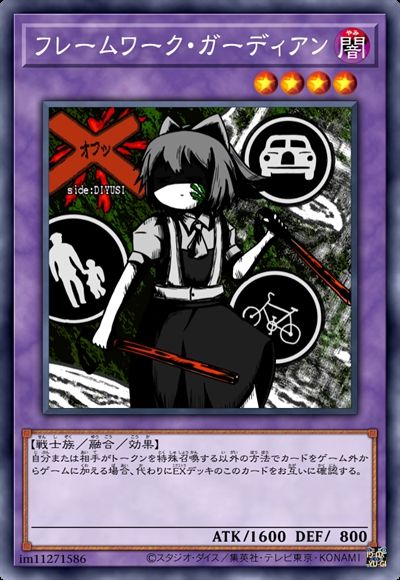 フレームワーク・ガーディアン
やみ
闇
オフッ
side:DIYUSI
【戦士族／融合／効果】
自分または相手がトークンを特殊召喚する以外の方法でカードをゲーム外か
らゲームに加える場合、代わりにEXデッキのこのカードをお互いに確認する。
ATK/1600 DEF/ 800
im11271586
©スタジオ・ダイス／集英社・テレビ東京・KONAMI